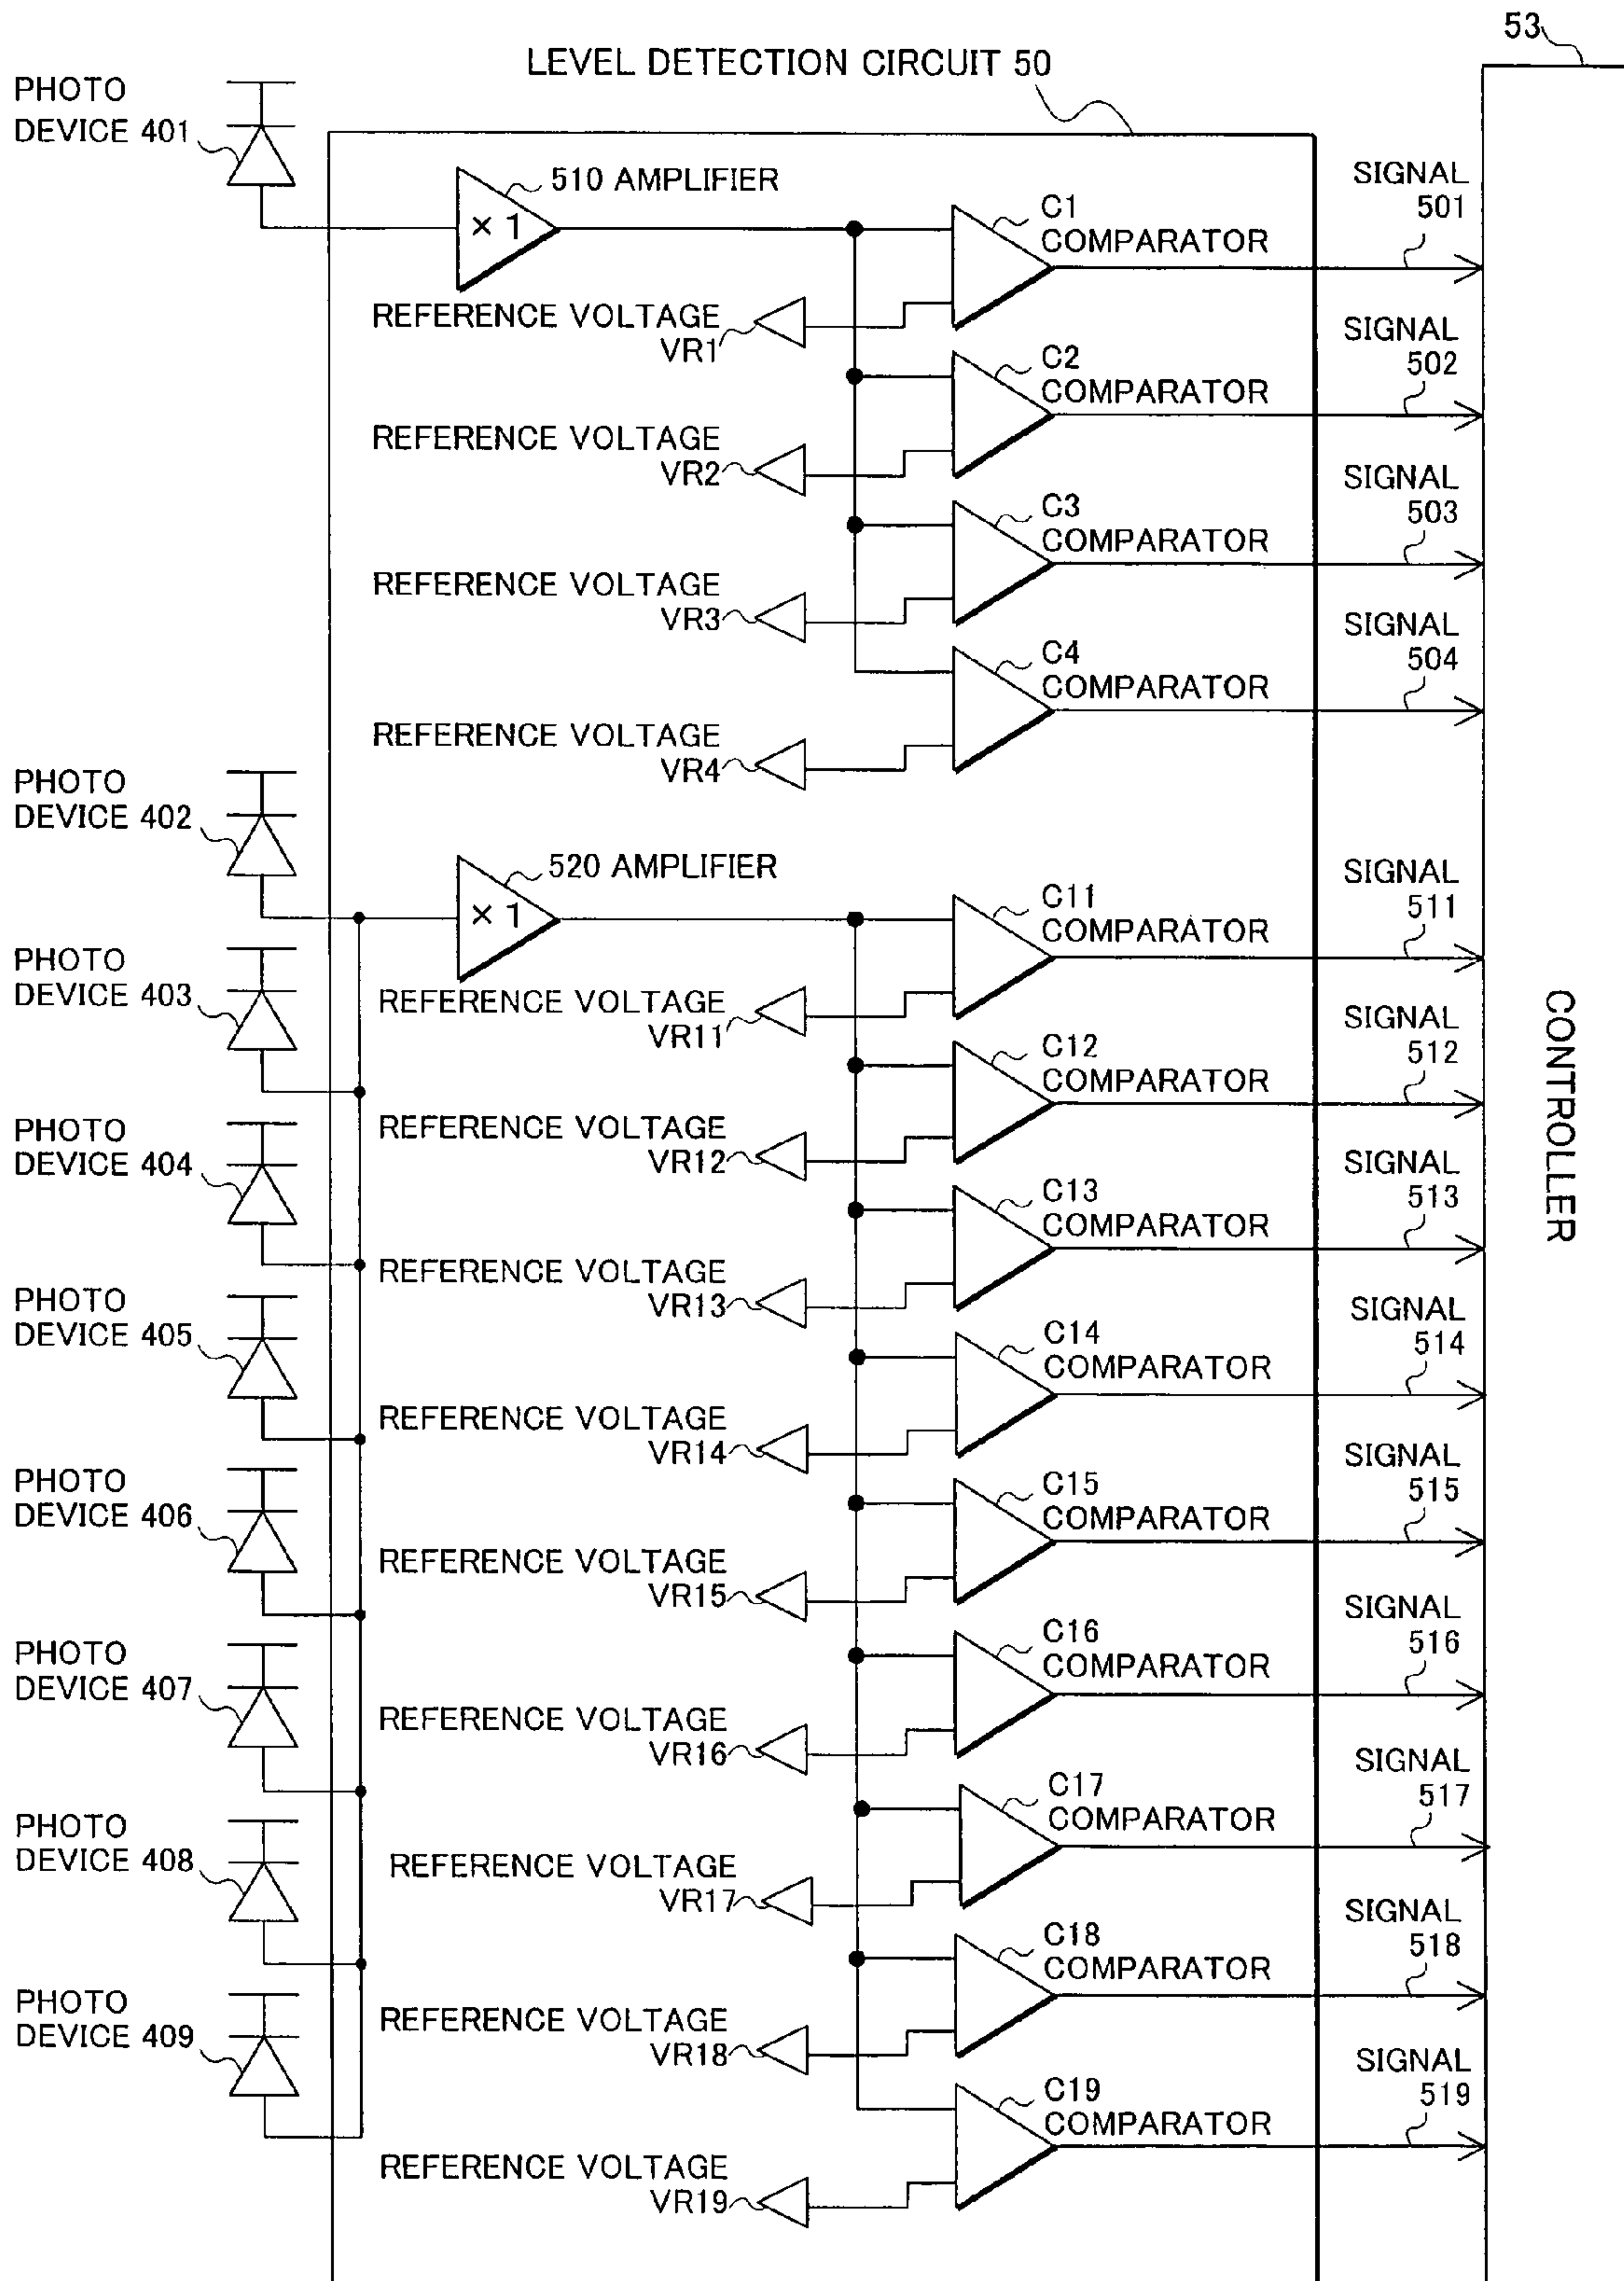 53
LEVEL DETECTION CIRCUIT 50
PHOTO
DEVICE 401
510 AMPLIFIER
× 1
C1
COMPARATOR
SIGNAL
501
REFERENCE VOLTAGE
VR1
C2
COMPARATOR
SIGNAL
502
REFERENCE VOLTAGE
VR2
C3
COMPARATOR
SIGNAL
503
REFERENCE VOLTAGE
VR3
C4
COMPARATOR
SIGNAL
504
REFERENCE VOLTAGE
VR4
PHOTO
DEVICE 402
520 AMPLIFIER
× 1
C11
COMPARATOR
SIGNAL
511
PHOTO
DEVICE 403
REFERENCE VOLTAGE
VR11
C12
COMPARATOR
SIGNAL
512
CONTROLLER
PHOTO
DEVICE 404
REFERENCE VOLTAGE
VR12
C13
COMPARATOR
SIGNAL
513
REFERENCE VOLTAGE
VR13
PHOTO
DEVICE 405
C14
COMPARATOR
SIGNAL
514
REFERENCE VOLTAGE
VR14
PHOTO
DEVICE 406
C15
COMPARATOR
SIGNAL
515
REFERENCE VOLTAGE
VR15
PHOTO
DEVICE 407
C16
COMPARATOR
SIGNAL
516
REFERENCE VOLTAGE
VR16
PHOTO
DEVICE 408
C17
COMPARATOR
SIGNAL
517
REFERENCE VOLTAGE
VR17
C18
COMPARATOR
SIGNAL
518
PHOTO
DEVICE 409
REFERENCE VOLTAGE
VR18
C19
COMPARATOR
SIGNAL
519
REFERENCE VOLTAGE
VR19